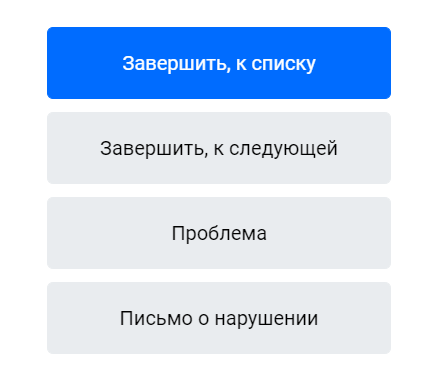 Завершить, к списку
Завершить, к следующей
Проблема
Письмо о нарушении